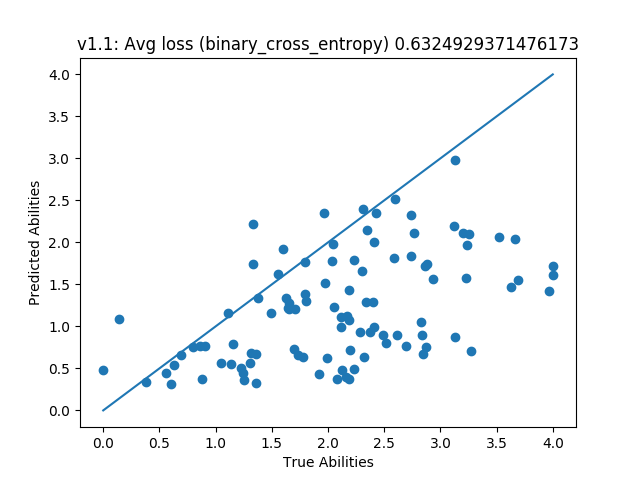 v1.1: Avg loss (binary_cross_entropy) 0.6324929371476173
4.0
3.5
3.0
2.5
2.0
1.5
1.0
0.5
0.0
Predicted Abilities
0.0 0.5 1.0 1.5 2.0 2.5 3.0 3.5 4.0
True Abilities